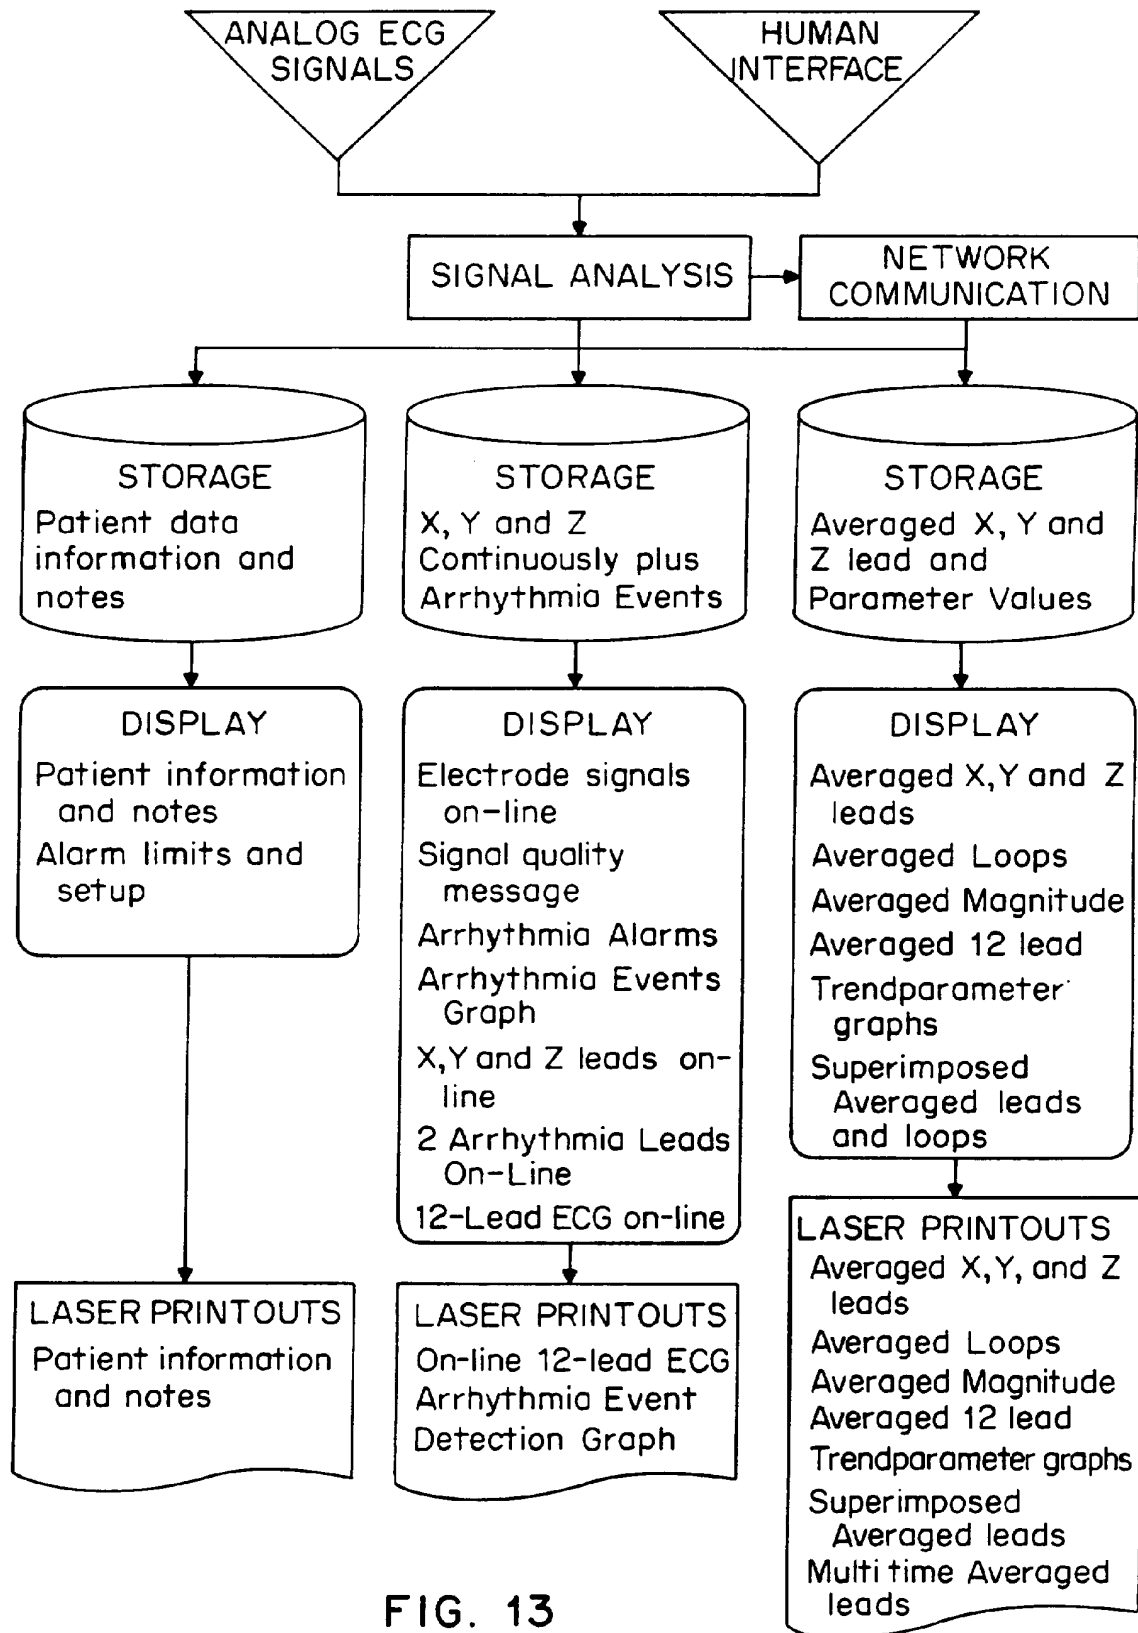 ANALOG ECG
SIGNALS
HUMAN
INTERFACE
SIGNAL ANALYSIS
NETWORK
COMMUNICATION
STORAGE
Patient data
information and
notes
STORAGE
X, Y and Z
Continuously plus
Arrhythmia Events
STORAGE
Averaged X, Y and
Z lead and
Parameter Values
DISPLAY
Patient information
and notes
Alarm limits and
setup
DISPLAY
Electrode signals
on-line
Signal quality
message
Arrhythmia Alarms
Arrhythmia Events
Graph
X,Y and Z leads on-
line
2 Arrhythmia Leads
On-Line
12-Lead ECG on-line
DISPLAY
Averaged X,Y and Z
leads
Averaged Loops
Averaged Magnitude
Averaged 12 lead
Trendparameter
graphs
Superimposed
Averaged leads
and loops
LASER PRINTOUTS
Patient information
and notes
LASER PRINTOUTS
On-line 12-lead ECG
Arrhythmia Event
Detection Graph
LASER PRINTOUTS
Averaged X,Y, and Z
leads
Averaged Loops
Averaged Magnitude
Averaged 12 lead
Trendparameter graphs
Superimposed
Averaged leads
Multi time Averaged
leads
FIG. 13